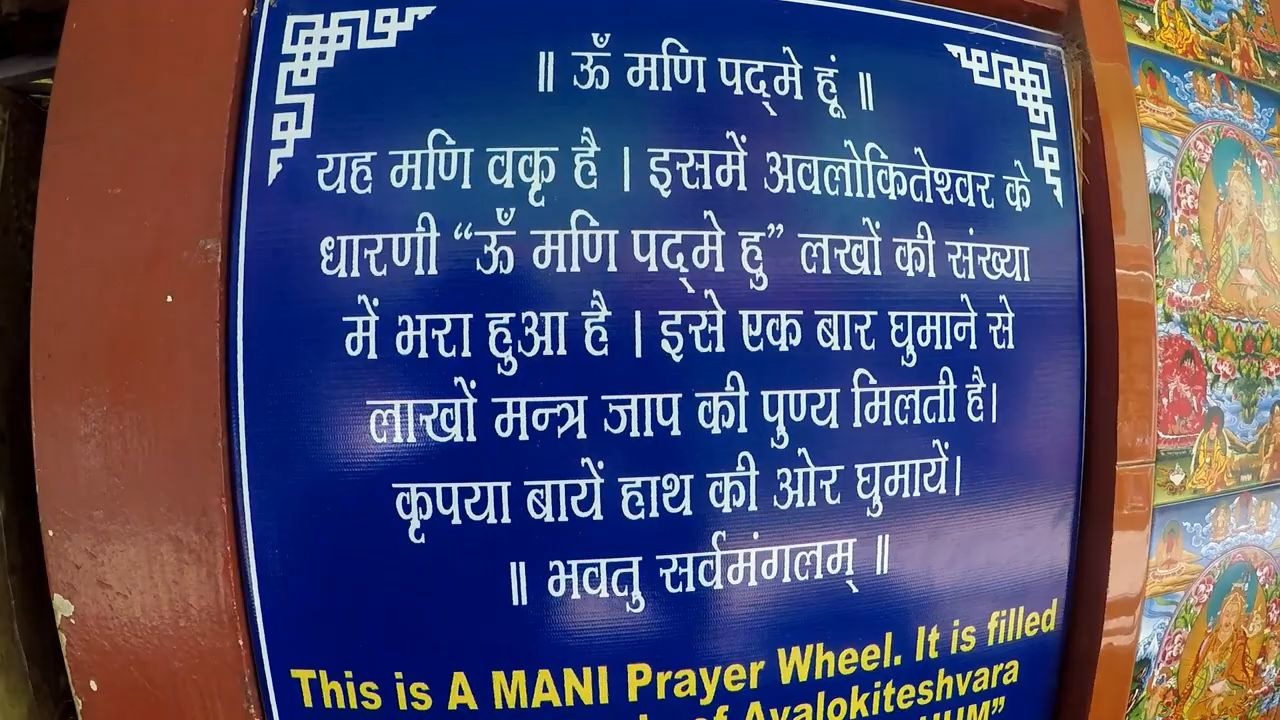 ॥ ऊँ मणि पद्‌मे हूं ॥
यह मणि वकृ है । इसमें अवलोकितेश्वर के
धारणी “ऊँ मणि पद्‌मे हु” लखों की संख्या
में भरा हुआ है । इसे एक बार घुमाने से
लाखों मन्त्र जाप की पुण्य मिलती है।
कृपया बायें हाथ की ओर घुमायें।
॥ भवतु सर्वमंगलम् ॥
This is A MANI Prayer Wheel. It is filled
of Avalokiteshvara
HUM”